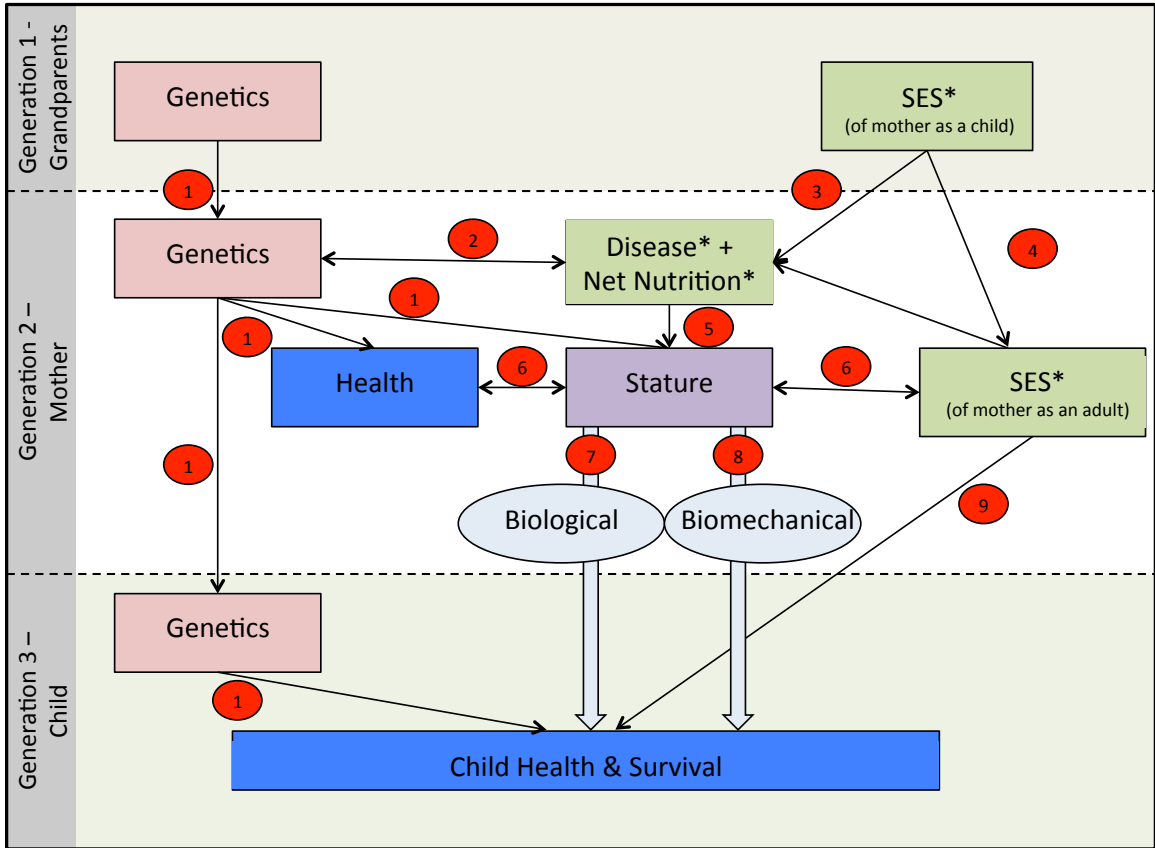 Generation 1 -
Grandparents
Genetics
SES*
(of mother as a child)
1
3
Generation 2 –
Mother
Genetics
2
Disease* +
Net Nutrition*
4
1
1
5
Health
6
Stature
6
SES*
(of mother as an adult)
1
7
8
Biological
Biomechanical
9
Generation 3 –
Child
Genetics
1
Child Health & Survival